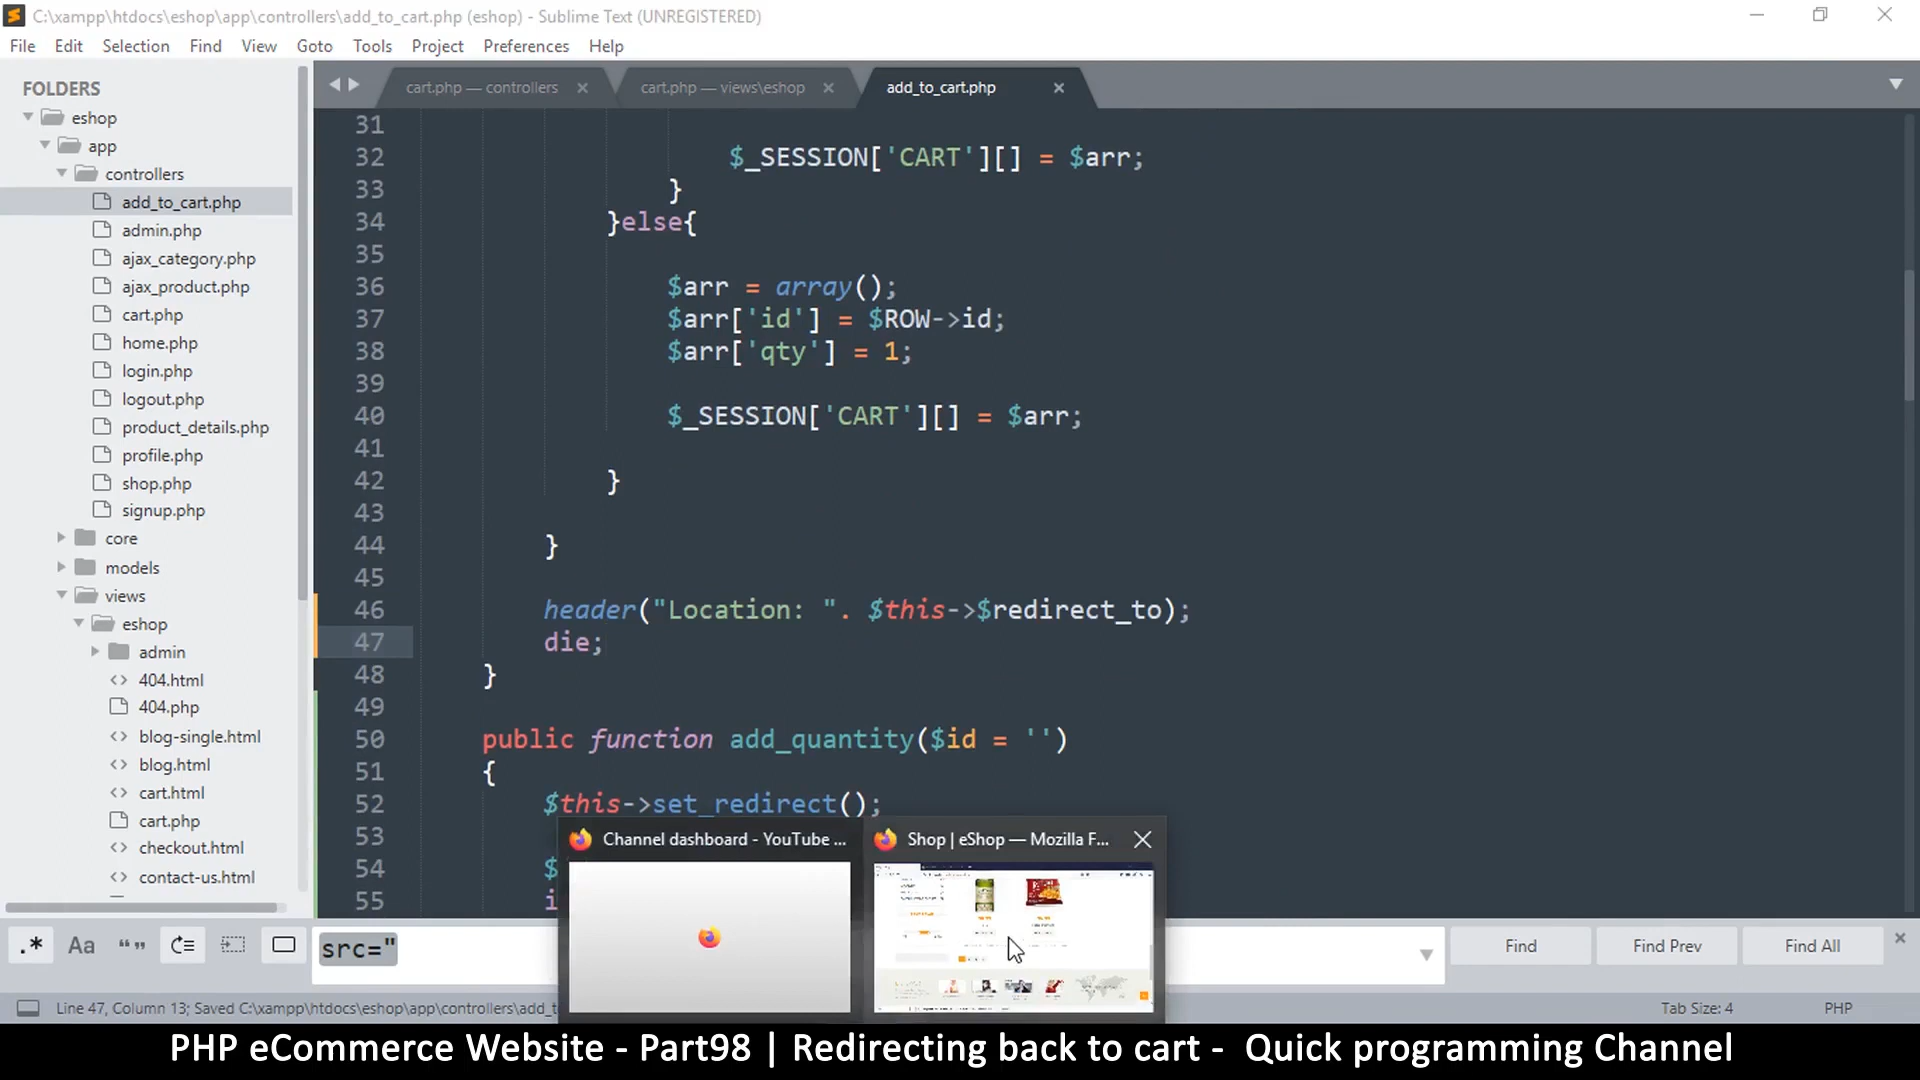 C:\xampp\htdocs\eshop\app\controllers\add_to_cart.php (eshop) - Sublime Text (UNREGISTERED)
File Edit Selection Find View Goto Tools Project Preferences Help
FOLDERS
eshop
app
controllers
add_to_cart.php
admin.php
ajax_category.php
ajax_product.php
cart.php
home.php
login.php
logout.php
product_details.php
profile.php
shop.php
signup.php
core
models
views
eshop
admin
404.html
404.php
blog-single.html
blog.html
cart.html
cart.php
checkout.html
contact-us.html
cart.php — controllers
cart.php — views\eshop
add_to_cart.php
31
32 $_SESSION['CART'][] = $arr;
33 }
34 }else{
35
36 $arr = array();
37 $arr['id'] = $ROW->id;
38 $arr['qty'] = 1;
39
40 $_SESSION['CART'][] = $arr;
41
42 }
43
44 }
45
46 header("Location: ". $this->$redirect_to);
47 die;
48 }
49
50 public function add_quantity($id = '')
51 {
52 $this->set_redirect();
53
54 $
55 i
Channel dashboard - YouTube ...
Shop | eShop — Mozilla F...
.* Aa “ ” src="
Find Find Prev Find All
Line 47, Column 13; Saved C:\xampp\htdocs\eshop\app\controllers\add_t
Tab Size: 4 PHP
PHP eCommerce Website - Part98 | Redirecting back to cart - Quick programming Channel